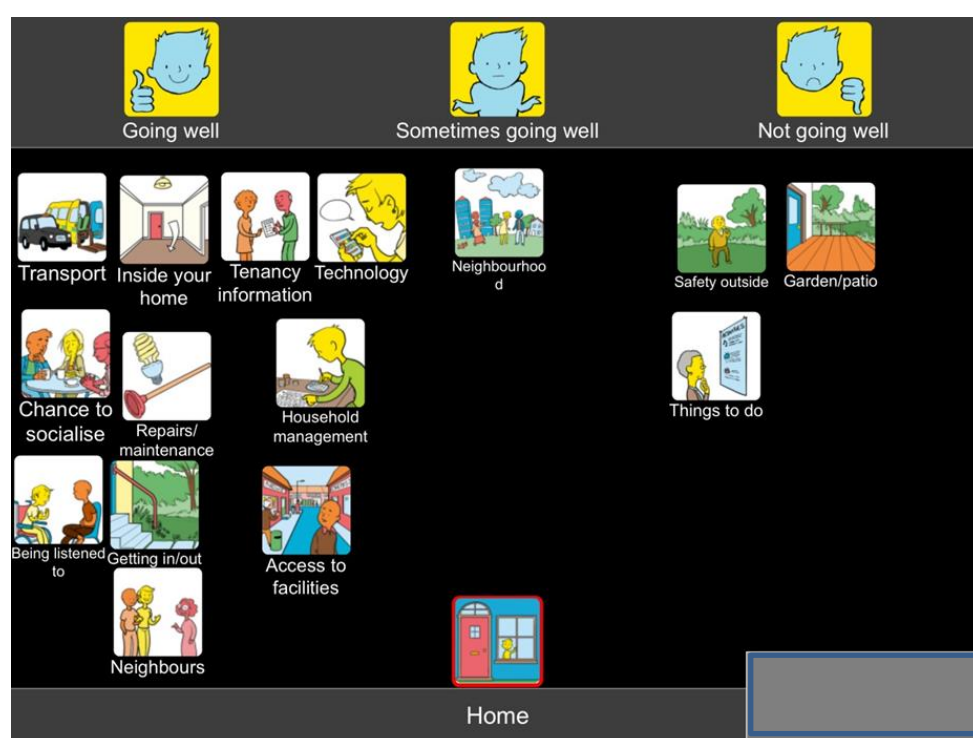 Going well
Sometimes going well
Not going well
Transport
Inside your
home
Tenancy
information
Technology
Neighbourhoo
d
Safety outside
Garden/patio
Chance to
socialise
Repairs/
maintenance
Household
management
Things to do
Being listened
to
Getting in/out
Access to
facilities
Neighbours
Home